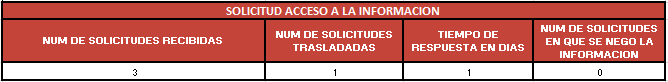 SOLICITUD ACCESO A LA INFORMACION
NUM DE SOLICITUDES RECIBIDAS
NUM DE SOLICITUDES
TRASLADADAS
TIEMPO DE
RESPUESTA EN DIAS
NUM DE SOLICITUDES
EN QUE SE NEGO LA
INFORMACION
3
1
1
0